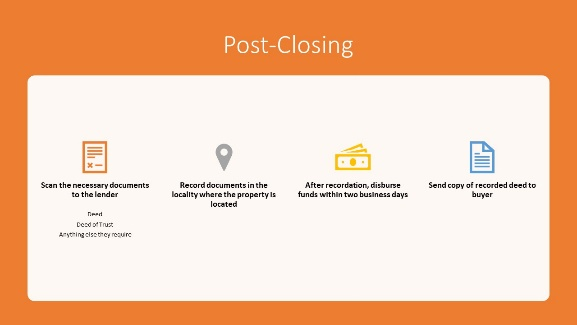 Post-Closing
Scan the necessary documents
to the lender
Deed
Deed of Trust
Anything else they require
Record documents in the
locality where the property is
located
After recordation, disburse
funds within two business days
Send copy of recorded deed to
buyer